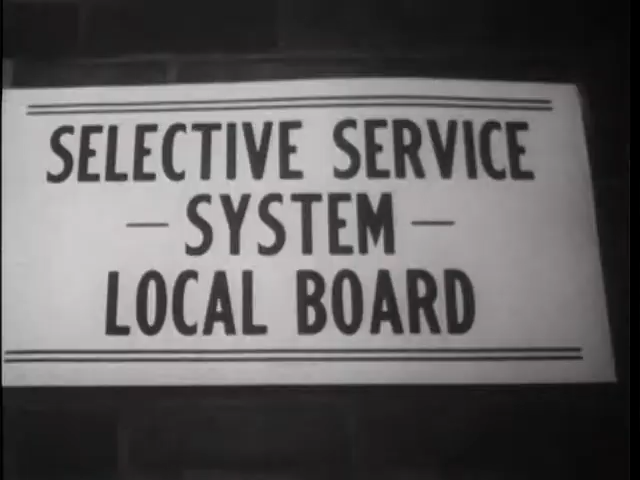 SELECTIVE SERVICE
— SYSTEM —
LOCAL BOARD